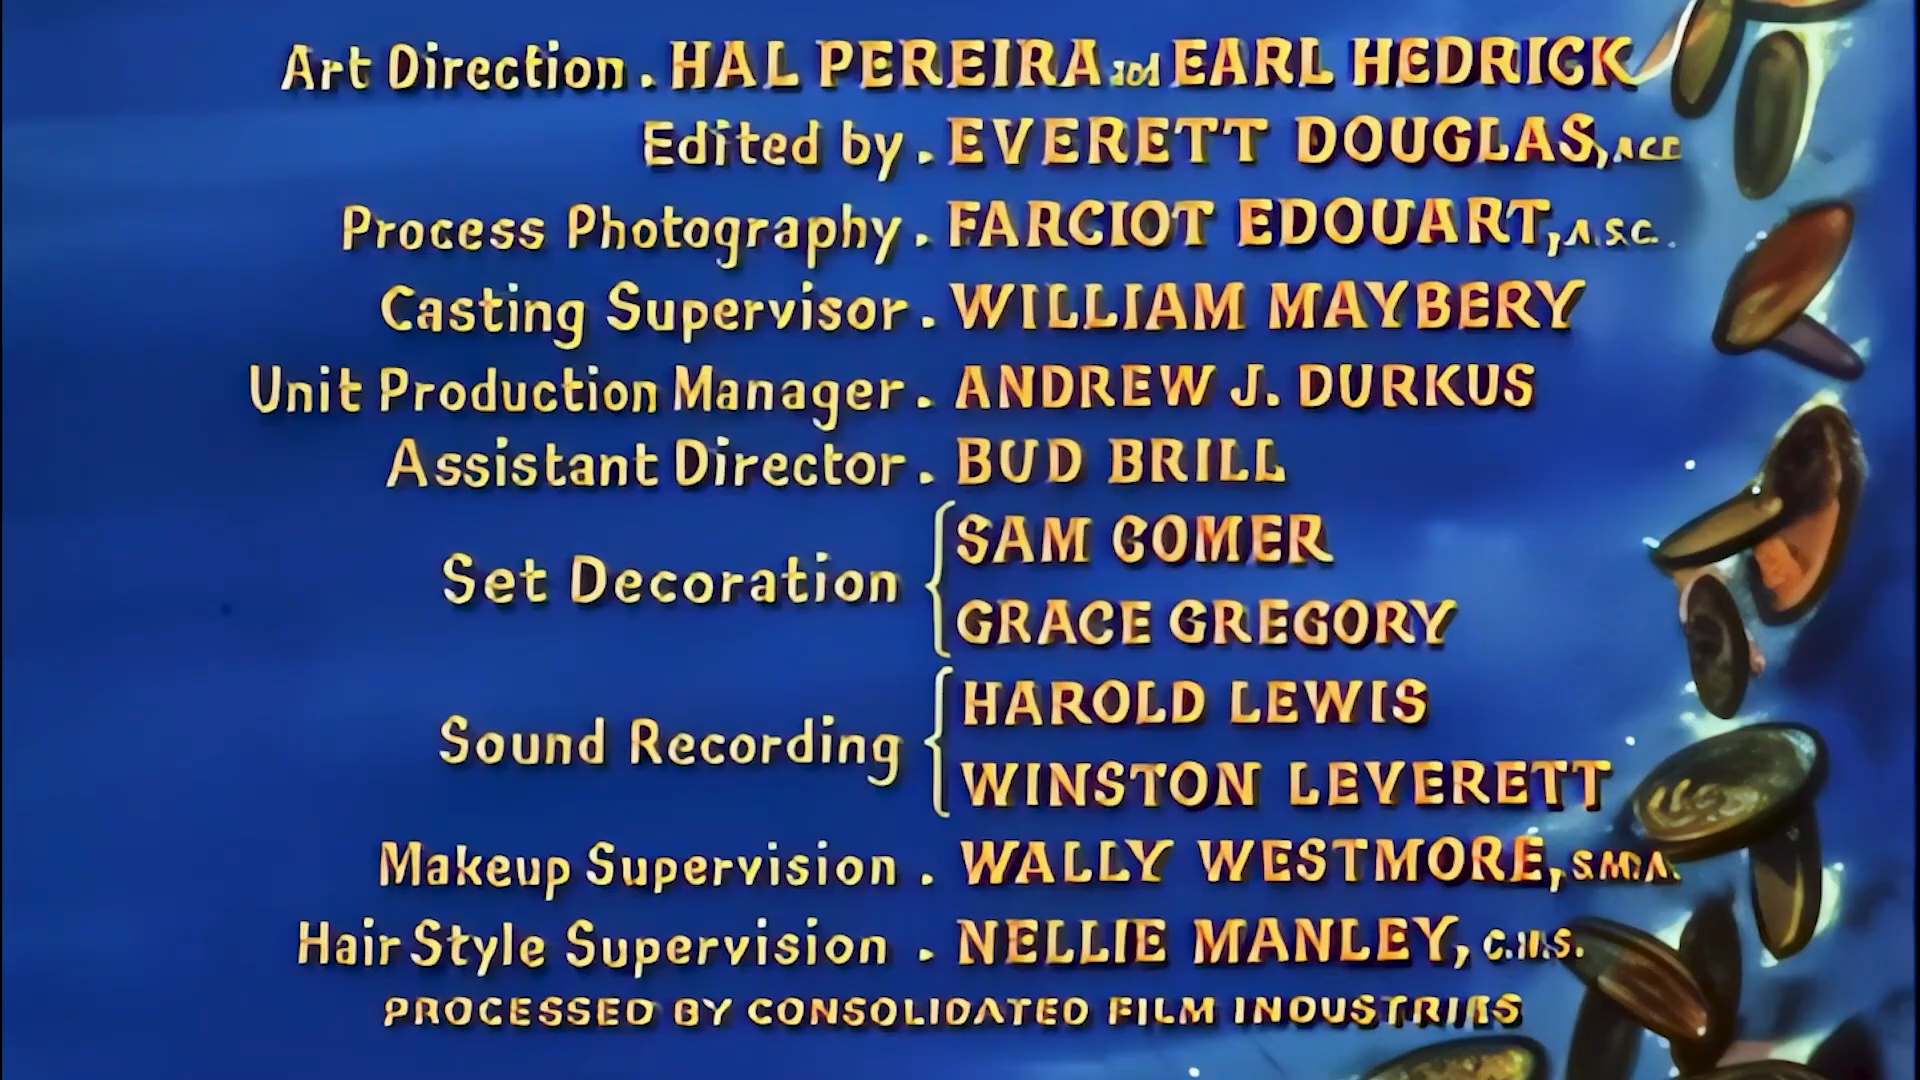 Art Direction . HAL PEREIRA and EARL HEDRICK
Edited by . EVERETT DOUGLAS, A.C.E.
Process Photography . FARCIOT EDOUART, A.S.C.
Casting Supervisor . WILLIAM MAYBERY
Unit Production Manager . ANDREW J. DURKUS
Assistant Director . BUD BRILL
Set Decoration
SAM COMER
GRACE GREGORY
Sound Recording
HAROLD LEWIS
WINSTON LEVERETT
Makeup Supervision . WALLY WESTMORE,
Hair Style Supervision . NELLIE MANLEY,
PROCESSED BY CONSOLIDATED FILM INDUSTRIES